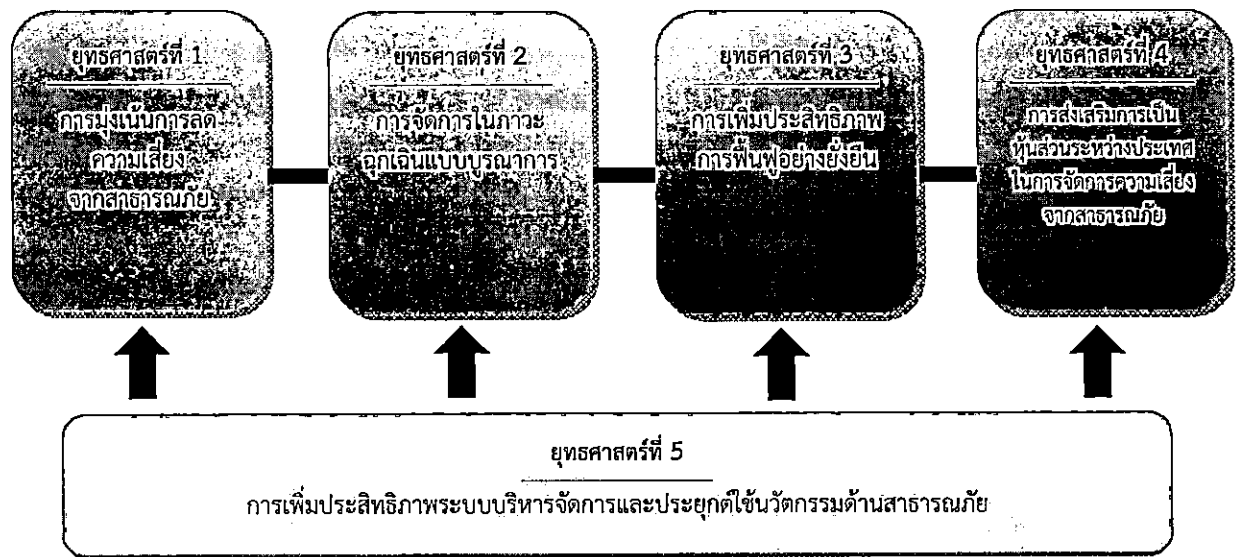 ยุทธศาสตร์ที่ 1
การมุ่งเน้นการลด
ความเสี่ยง
จากสาธารณภัย
ยุทธศาสตร์ที่ 2
การจัดการในภาวะ
ฉุกเฉินแบบบูรณาการ
ยุทธศาสตร์ที่ 3
การเพิ่มประสิทธิภาพ
การฟื้นฟูอย่างยั่งยืน
ยุทธศาสตร์ที่ 4
การส่งเสริมการเป็น
หุ้นส่วนระหว่างประเทศ
ในการจัดการความเสี่ยง
จากสาธารณภัย
ยุทธศาสตร์ที่ 5
การเพิ่มประสิทธิภาพระบบบริหารจัดการและประยุกต์ใช้นวัตกรรมด้านสาธารณภัย